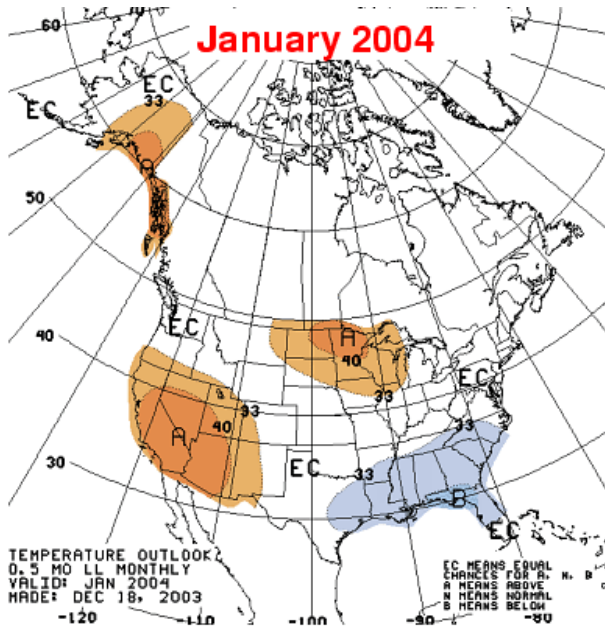 January 2004
60
EC
EC
33
A
50
EC
A
40
40
EC
33
33
40
33
A
EC
33
30
B
EC
TEMPERATURE OUTLOOK
0.5 MO LL MONTHLY
VALID: JAN 2004
MADE: DEC 18, 2003
EC MEANS EQUAL
CHANCES FOR A, N, B
A MEANS ABOVE
N MEANS NORMAL
B MEANS BELOW
-120
-110
-100
-90
-80